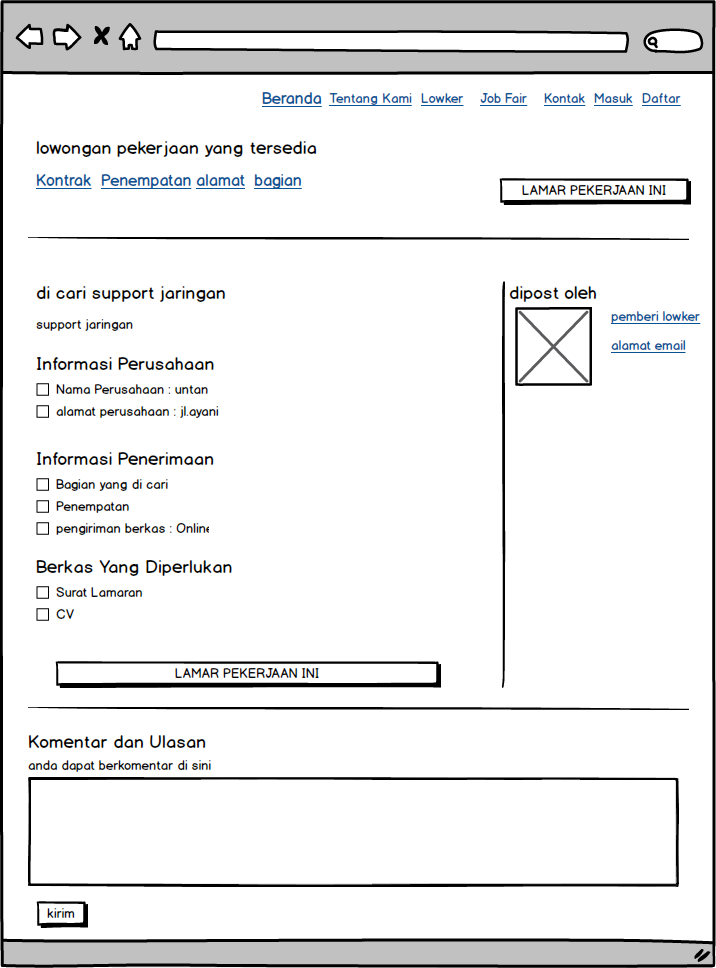 Beranda Tentang Kami Lowker Job Fair Kontak Masuk Daftar
lowongan pekerjaan yang tersedia
Kontrak Penempatan alamat bagian
LAMAR PEKERJAAN INI
di cari support jaringan
support jaringan
Informasi Perusahaan
Nama Perusahaan : untan
alamat perusahaan : jl.ayani
Informasi Penerimaan
Bagian yang di cari
Penempatan
pengiriman berkas : Online
Berkas Yang Diperlukan
Surat Lamaran
CV
LAMAR PEKERJAAN INI
dipost oleh
pemberi lowker
alamat email
Komentar dan Ulasan
anda dapat berkomentar di sini
kirim